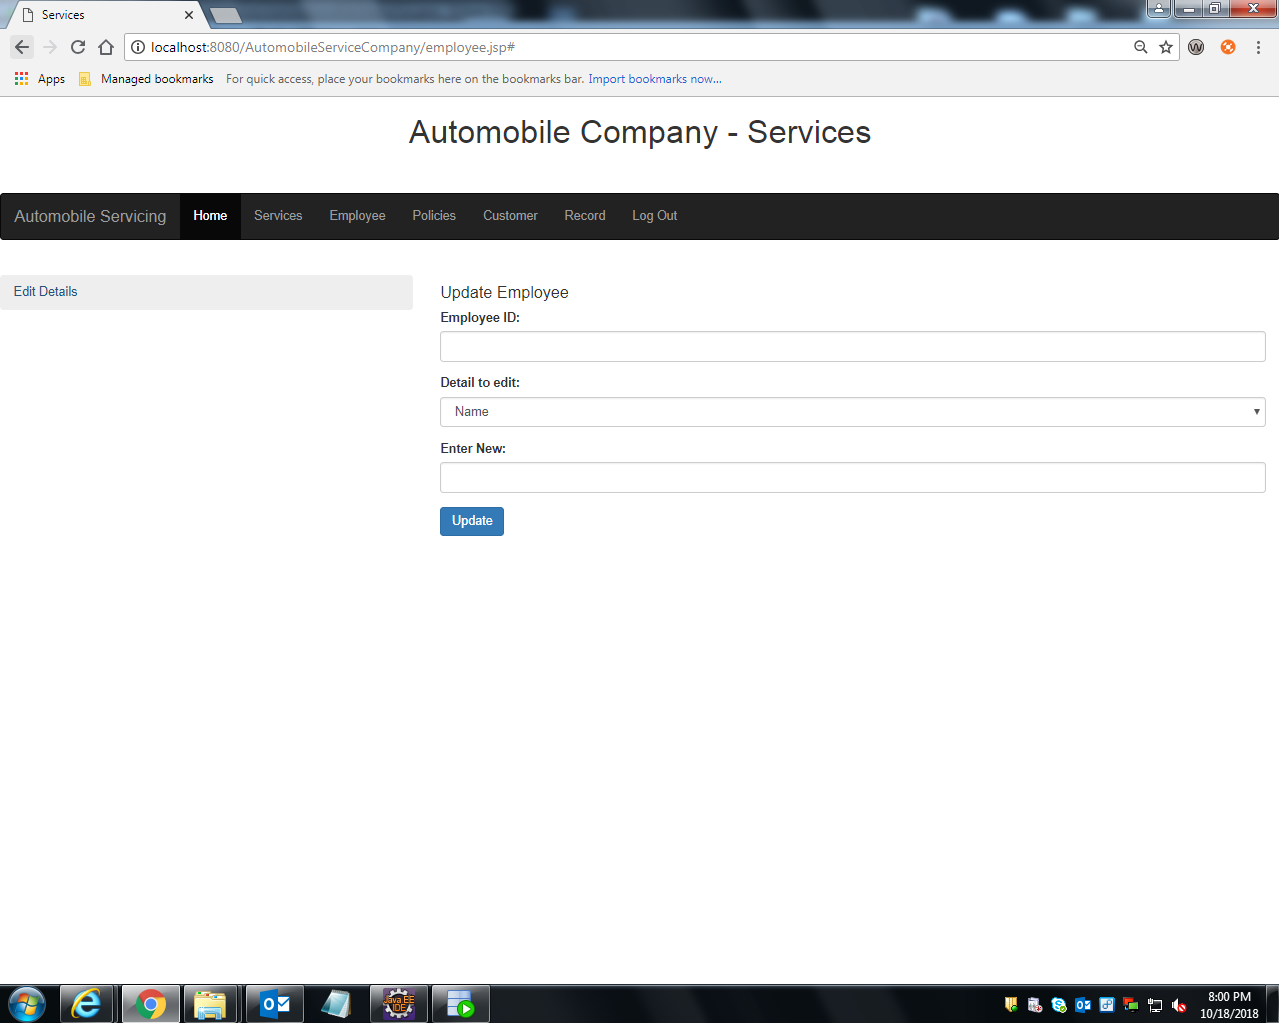 Services
localhost:8080/AutomobileServiceCompany/employee.jsp#
Apps Managed bookmarks For quick access, place your bookmarks here on the bookmarks bar. Import bookmarks now...
Automobile Company - Services
Automobile Servicing Home Services Employee Policies Customer Record Log Out
Edit Details
Update Employee
Employee ID:
Detail to edit:
Name
Enter New:
Update
Java EE
IDE
8:00 PM
10/18/2018